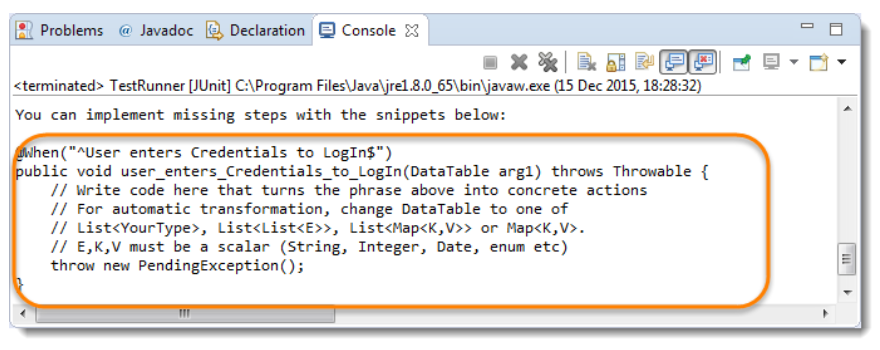 Problems @ Javadoc Declaration Console
<terminated> TestRunner [JUnit] C:\Program Files\Java\jre1.8.0_65\bin\javaw.exe (15 Dec 2015, 18:28:32)
You can implement missing steps with the snippets below:
@When("^User enters Credentials to LogIn$")
public void user_enters_Credentials_to_LogIn(DataTable arg1) throws Throwable {
    // Write code here that turns the phrase above into concrete actions
    // For automatic transformation, change DataTable to one of
    // List<YourType>, List<List<E>>, List<Map<K,V>> or Map<K,V>.
    // E,K,V must be a scalar (String, Integer, Date, enum etc)
    throw new PendingException();
}